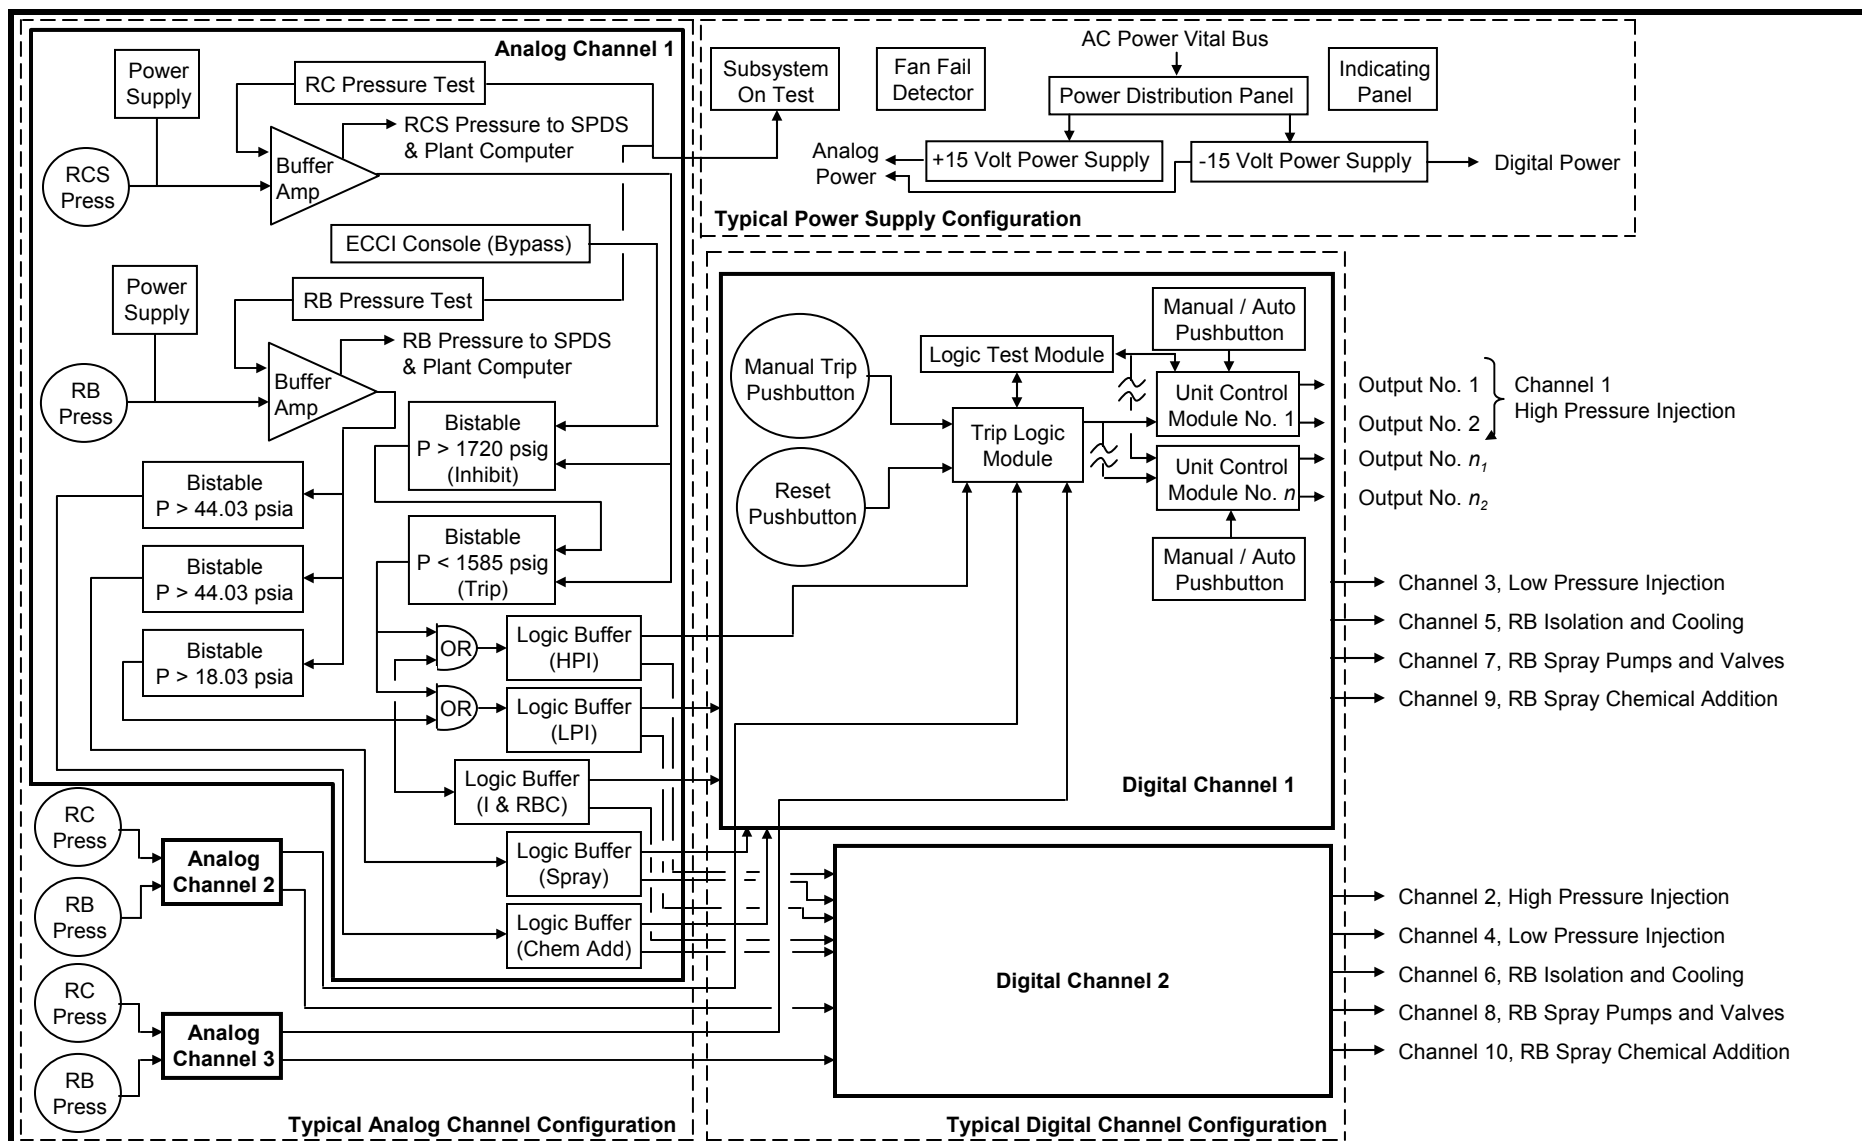 Analog Channel 1
Power
Supply
RC Pressure Test
RCS Pressure to SPDS
& Plant Computer
RCS
Press
Buffer
Amp
ECCI Console (Bypass)
Power
Supply
RB Pressure Test
RB Pressure to SPDS
& Plant Computer
RB
Press
Buffer
Amp
Bistable
P > 1720 psig
(Inhibit)
Bistable
P > 44.03 psia
Bistable
P < 1585 psig
(Trip)
Bistable
P > 44.03 psia
Bistable
P > 18.03 psia
OR
Logic Buffer
(HPI)
OR
Logic Buffer
(LPI)
Logic Buffer
(I & RBC)
Logic Buffer
(Spray)
Logic Buffer
(Chem Add)
RC
Press
Analog
Channel 2
RB
Press
RC
Press
Analog
Channel 3
RB
Press
Typical Analog Channel Configuration
Subsystem
On Test
Fan Fail
Detector
AC Power Vital Bus
Power Distribution Panel
Indicating
Panel
Analog
Power
+15 Volt Power Supply
-15 Volt Power Supply
Digital Power
Typical Power Supply Configuration
Manual Trip
Pushbutton
Reset
Pushbutton
Logic Test Module
Trip Logic
Module
Manual / Auto
Pushbutton
Unit Control
Module No. 1
Unit Control
Module No. n
Manual / Auto
Pushbutton
Digital Channel 1
Output No. 1
Output No. 2
Channel 1
High Pressure Injection
Output No. n1
Output No. n2
Channel 3, Low Pressure Injection
Channel 5, RB Isolation and Cooling
Channel 7, RB Spray Pumps and Valves
Channel 9, RB Spray Chemical Addition
Digital Channel 2
Channel 2, High Pressure Injection
Channel 4, Low Pressure Injection
Channel 6, RB Isolation and Cooling
Channel 8, RB Spray Pumps and Valves
Channel 10, RB Spray Chemical Addition
Typical Digital Channel Configuration